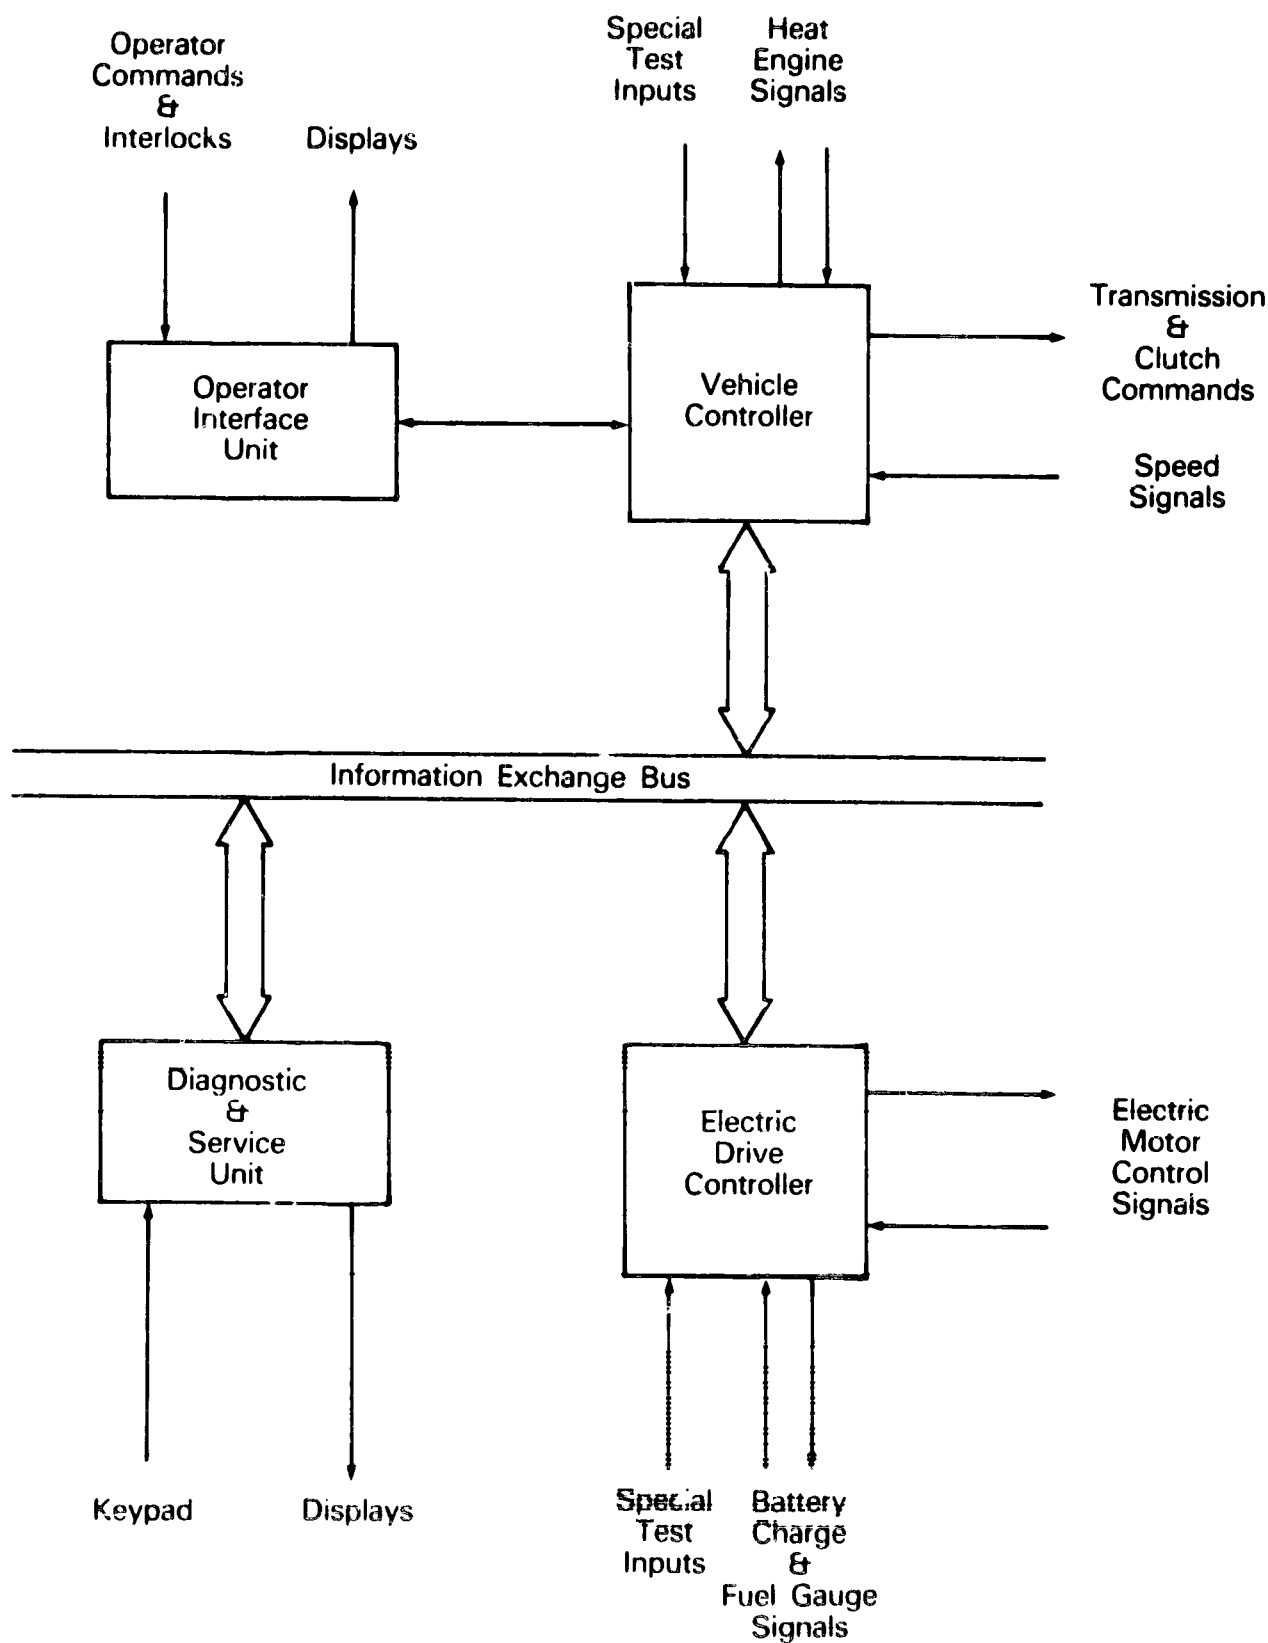 Operator
Commands
&
Interlocks
Displays
Special
Test
Inputs
Heat
Engine
Signals
Operator
Interface
Unit
Vehicle
Controller
Transmission
&
Clutch
Commands
Speed
Signals
Information Exchange Bus
Diagnostic
&
Service
Unit
Electric
Drive
Controller
Electric
Motor
Control
Signals
Keypad
Displays
Special
Test
Inputs
Battery
Charge
&
Fuel Gauge
Signals